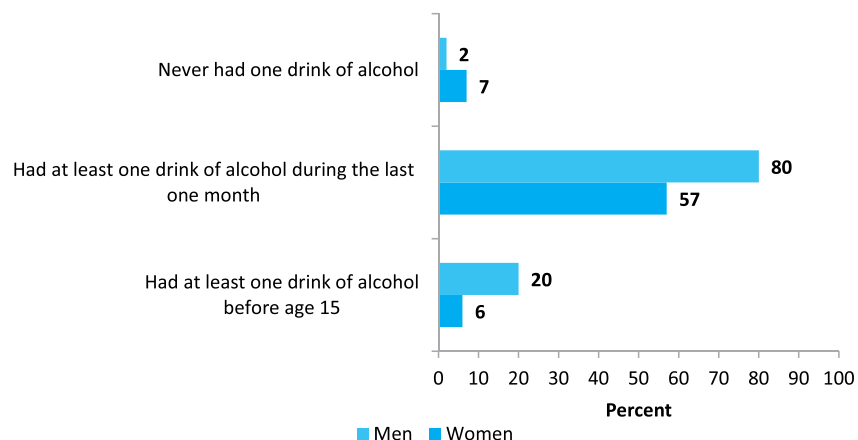 Never had one drink of alcohol
2
7
Had at least one drink of alcohol during the last
one month
80
57
Had at least one drink of alcohol
before age 15
20
6
0 10 20 30 40 50 60 70 80 90 100
Percent
Men Women